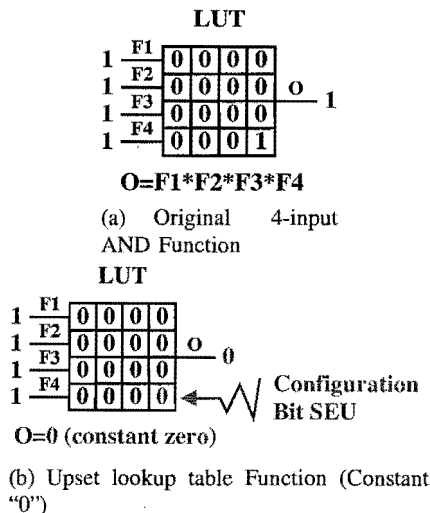 LUT
1 F1 0 0 0 0
1 F2 0 0 0 0 O 1
1 F3 0 0 0 0
1 F4 0 0 0 1
O=F1*F2*F3*F4
(a) Original 4-input
AND Function
LUT
1 F1 0 0 0 0
1 F2 0 0 0 0 O 0
1 F3 0 0 0 0
1 F4 0 0 0 0
Configuration
Bit SEU
O=0 (constant zero)
(b) Upset lookup table Function (Constant
"0")